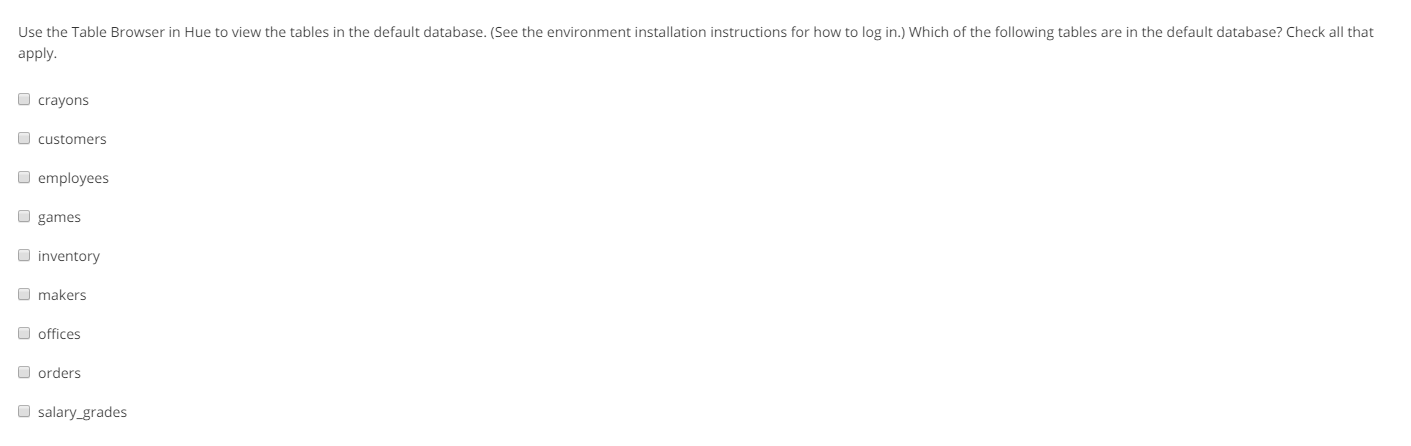 Use the Table Browser in Hue to view the tables in the default database. (See the environment installation instructions for how to log in.) Which of the following tables are in the default database? Check all that
apply.
crayons
customers
employees
games
inventory
makers
offices
orders
salary_grades